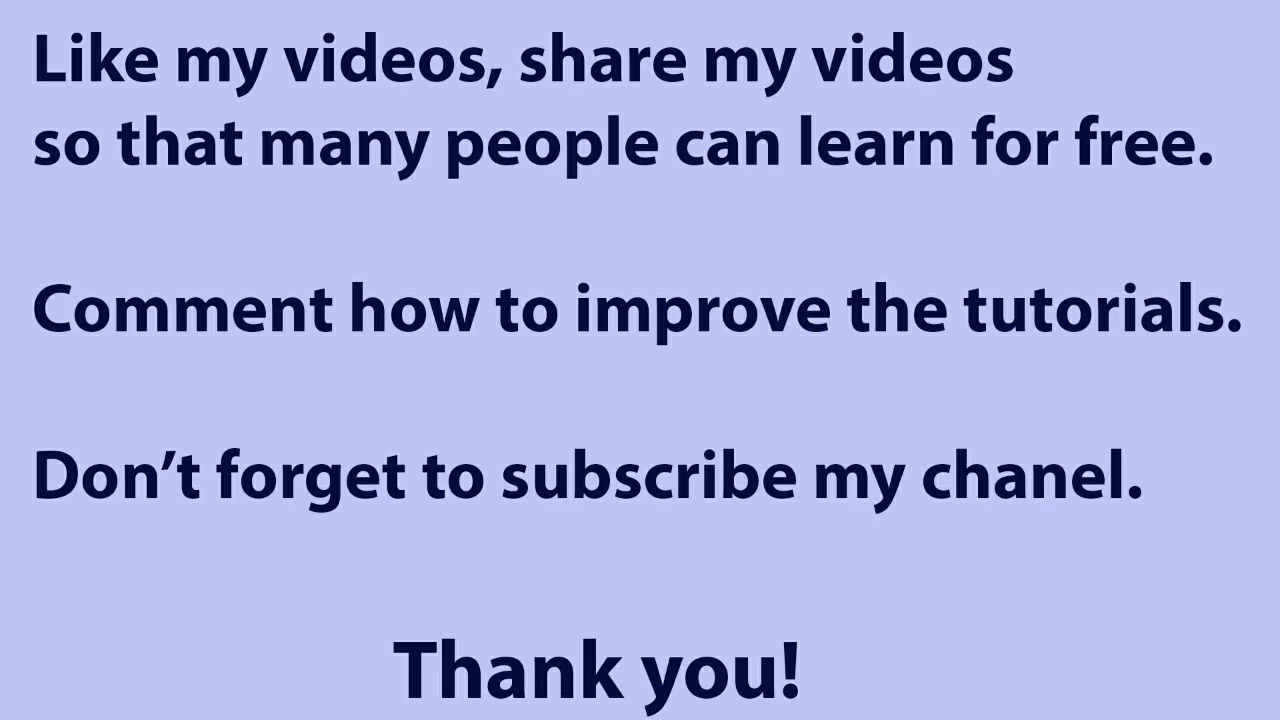 Like my videos, share my videos
so that many people can learn for free.
Comment how to improve the tutorials.
Don’t forget to subscribe my chanel.
Thank you!